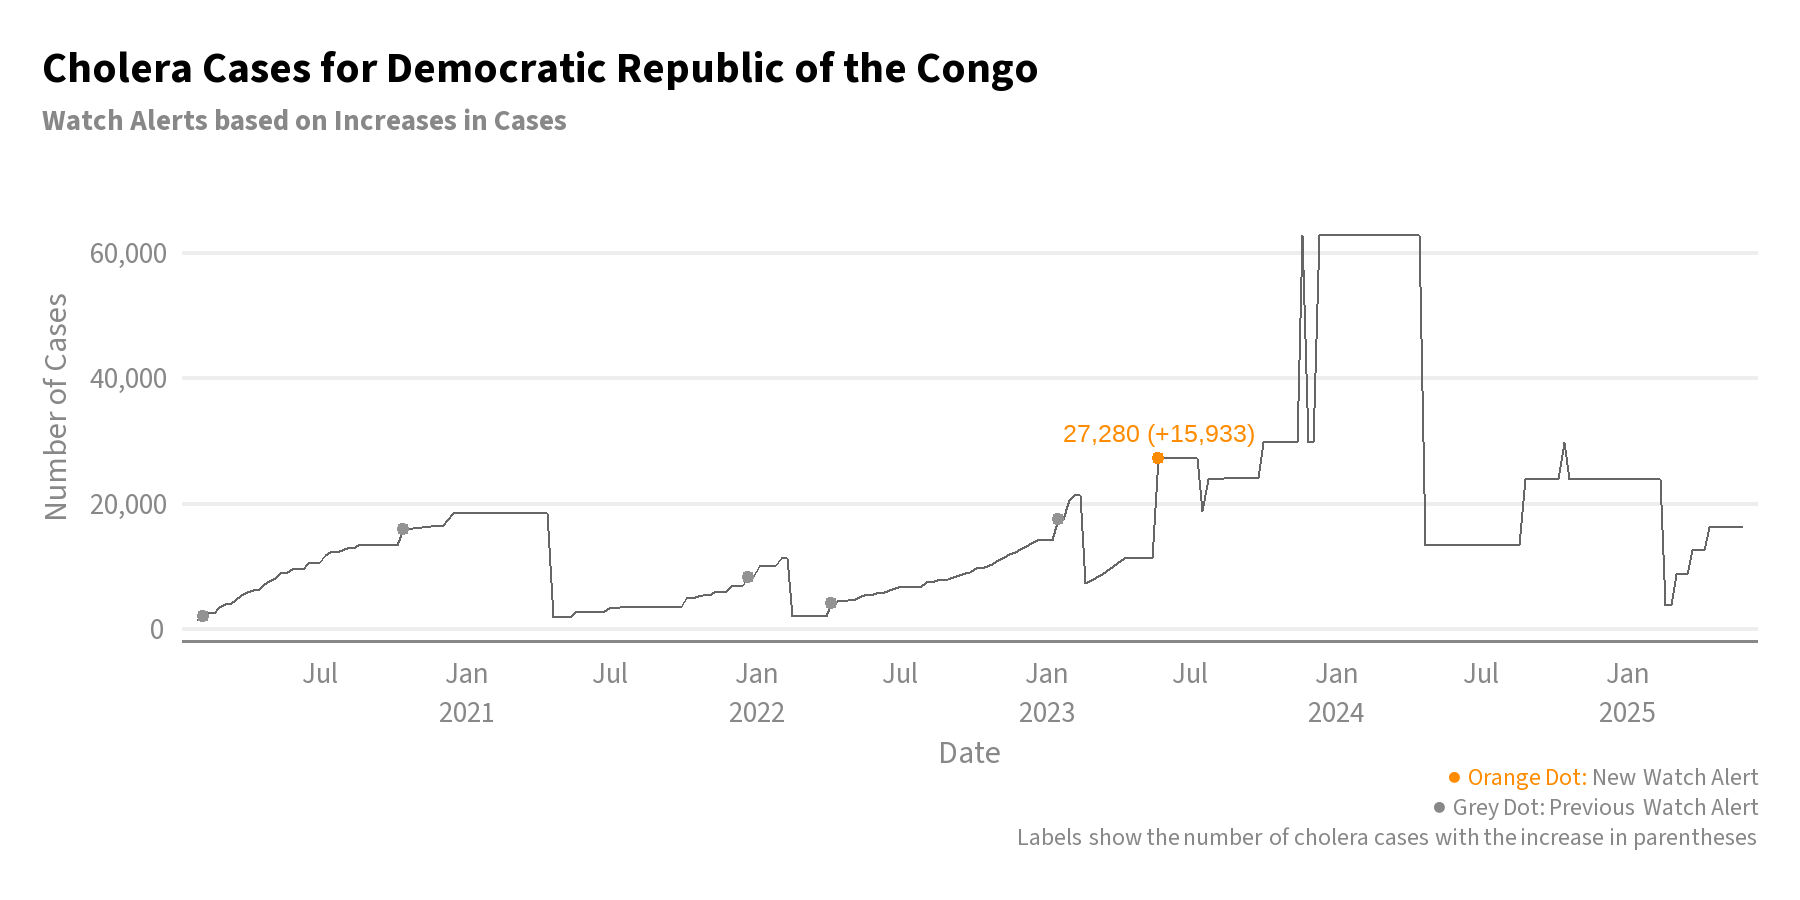 Cholera Cases for Democratic Republic of the Congo
Watch Alerts based on Increases in Cases
Number of Cases
60,000
40,000
20,000
0
27,280 (+15,933)
Jul Jan Jul Jan Jul Jan Jul Jan Jul Jan
2021 2022 2023 2024 2025
Date
Orange Dot: New Watch Alert
Grey Dot: Previous Watch Alert
Labels show the number of cholera cases with the increase in parentheses